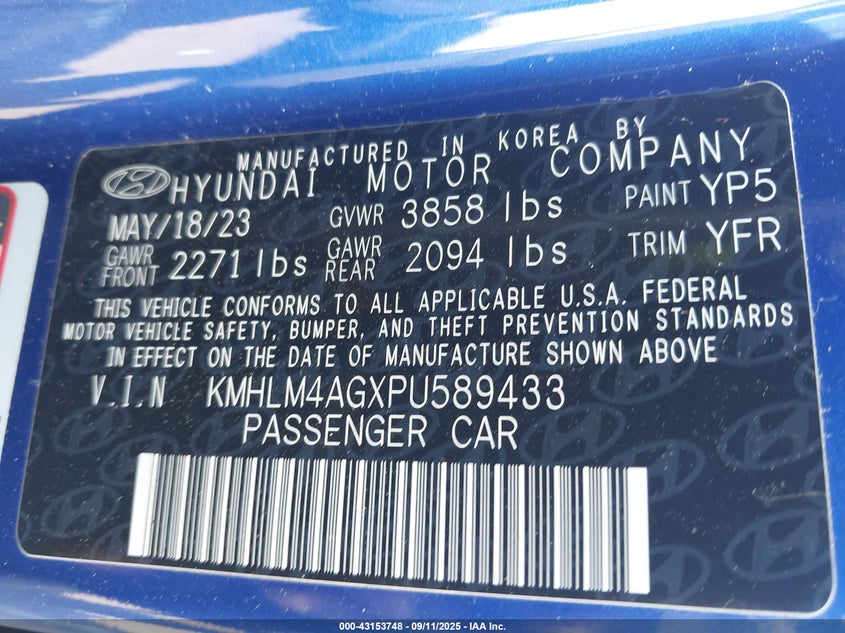 MANUFACTURED IN KOREA BY
HYUNDAI MOTOR COMPANY
MAY/18/23 GVWR 3858 lbs PAINT YP5
GAWR FRONT 2271 lbs GAWR REAR 2094 lbs TRIM YFR
THIS VEHICLE CONFORMS TO ALL APPLICABLE U.S.A. FEDERAL
MOTOR VEHICLE SAFETY, BUMPER, AND THEFT PREVENTION STANDARDS
IN EFFECT ON THE DATE OF MANUFACTURE SHOWN ABOVE
V.I.N KMHLM4AGXPU589433
PASSENGER CAR
000-43153748 - 09/11/2025 - IAA Inc.